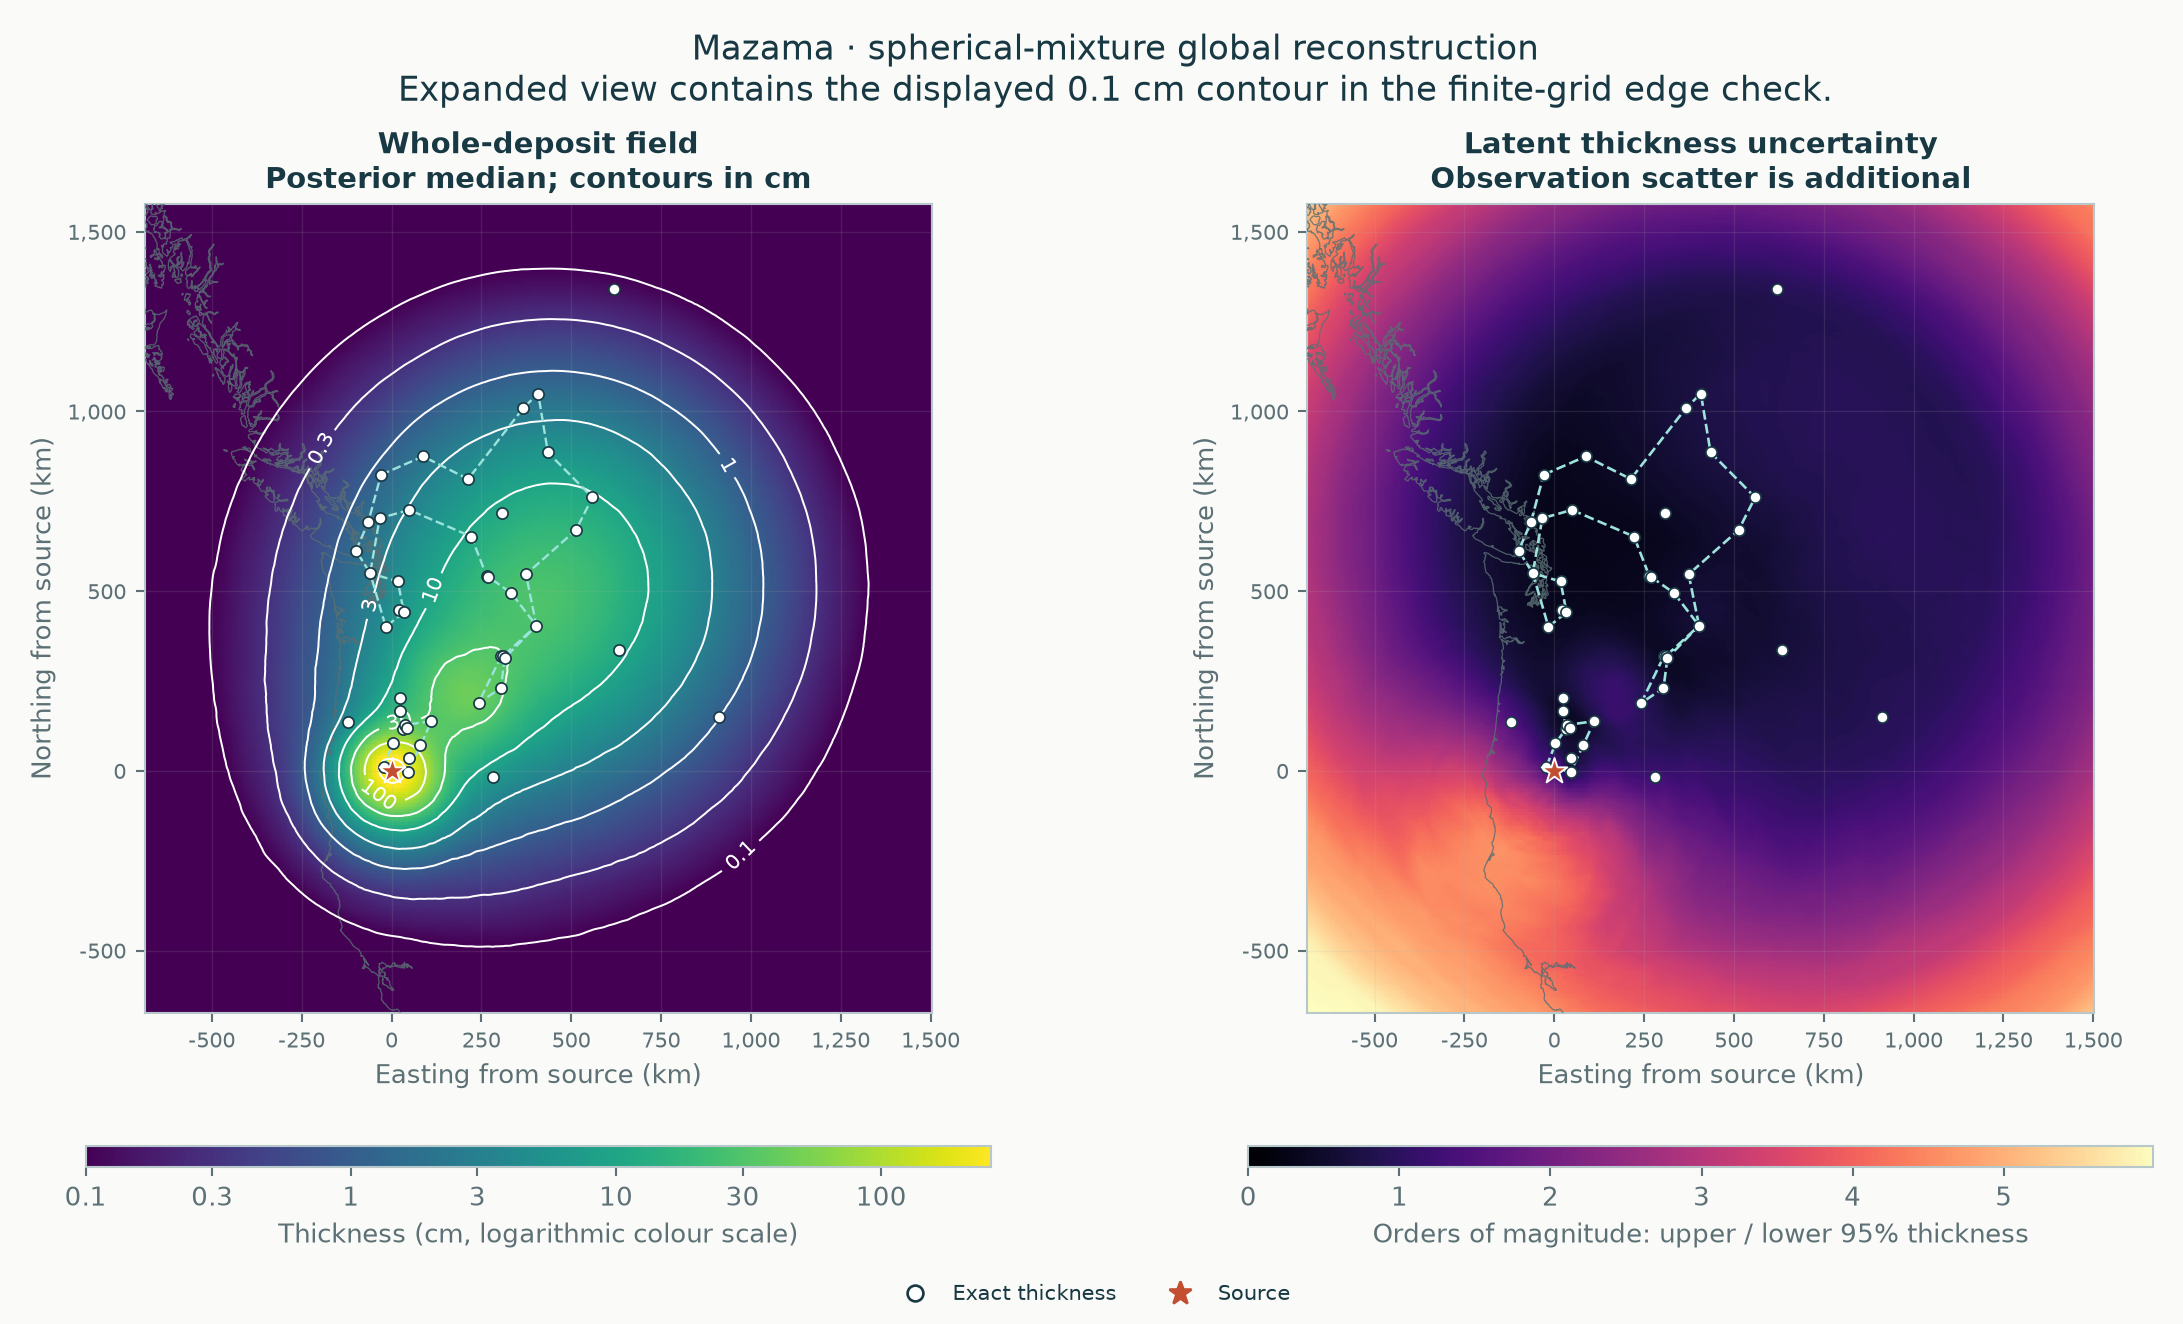 Mazama · spherical-mixture global reconstruction
Expanded view contains the displayed 0.1 cm contour in the finite-grid edge check.
Whole-deposit field
Posterior median; contours in cm
Latent thickness uncertainty
Observation scatter is additional
Northing from source (km)
1,500
1,000
500
0
-500
0.3
1
3
10
100
0.1
-500 -250 0 250 500 750 1,000 1,250 1,500
Easting from source (km)
Northing from source (km)
1,500
1,000
500
0
-500
-500 -250 0 250 500 750 1,000 1,250 1,500
Easting from source (km)
0.1 0.3 1 3 10 30 100
Thickness (cm, logarithmic colour scale)
0 1 2 3 4 5
Orders of magnitude: upper / lower 95% thickness
Exact thickness
Source